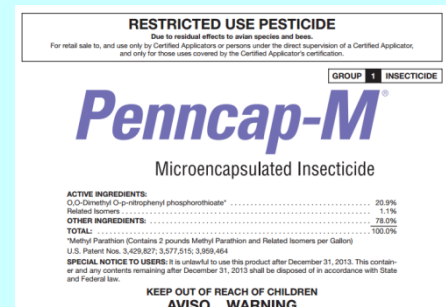 RESTRICTED USE PESTICIDE
Due to residual effects to avian species and bees.
For retail sale to, and use only by Certified Applicators or persons under the direct supervision of a Certified Applicator,
and only for those uses covered by the Certified Applicator's certification.
GROUP 1 INSECTICIDE
Penncap-M®
Microencapsulated Insecticide
ACTIVE INGREDIENTS:
O,O-Dimethyl O-p-nitrophenyl phosphorothioate* 20.9%
Related Isomers 1.1%
OTHER INGREDIENTS: 78.0%
TOTAL: 100.0%
*Methyl Parathion (Contains 2 pounds Methyl Parathion and Related Isomers per Gallon)
U.S. Patent Nos. 3,429,827; 3,577,515; 3,959,464
SPECIAL NOTICE TO USERS: It is unlawful to use this product after December 31, 2013. This contain-
er and any contents remaining after December 31, 2013 shall be disposed of in accordance with State
and Federal law.
KEEP OUT OF REACH OF CHILDREN
AVISO WARNING